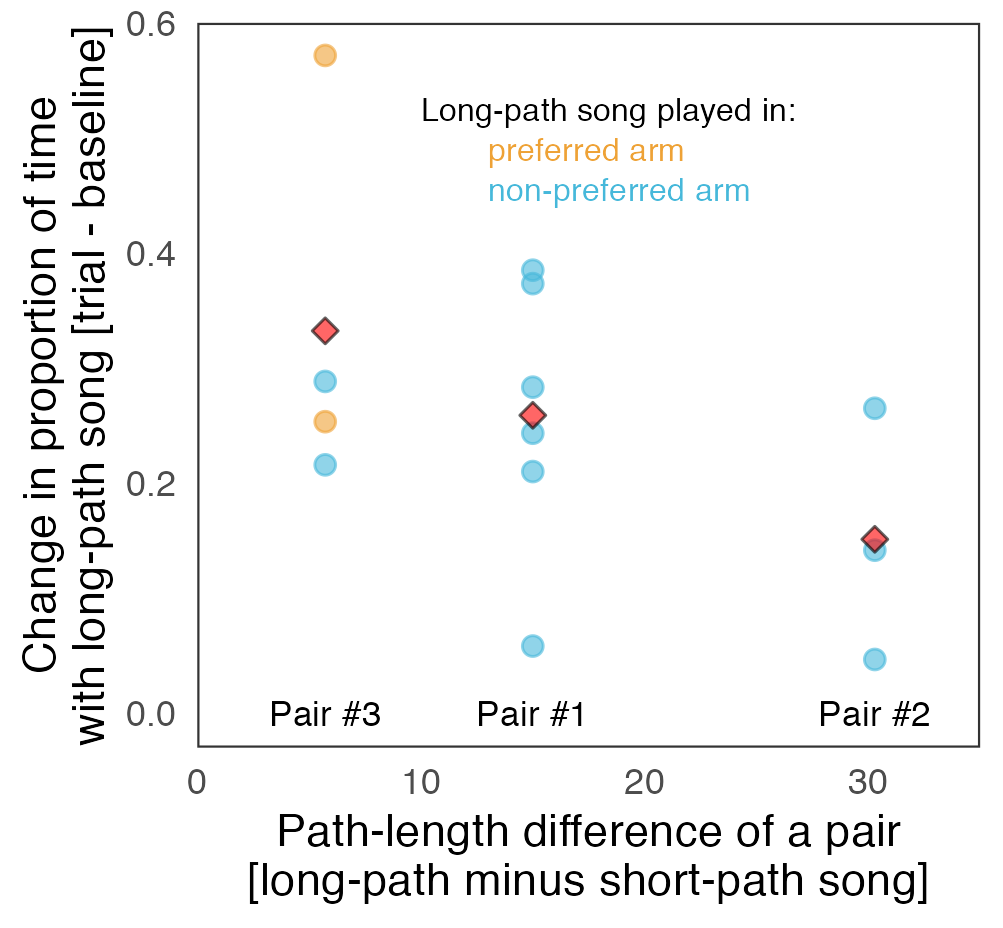 Change in proportion of time
with long-path song [trial - baseline]
0.6
0.4
0.2
0.0
Long-path song played in:
preferred arm
non-preferred arm
Pair #3
Pair #1
Pair #2
0
10
20
30
Path-length difference of a pair
[long-path minus short-path song]